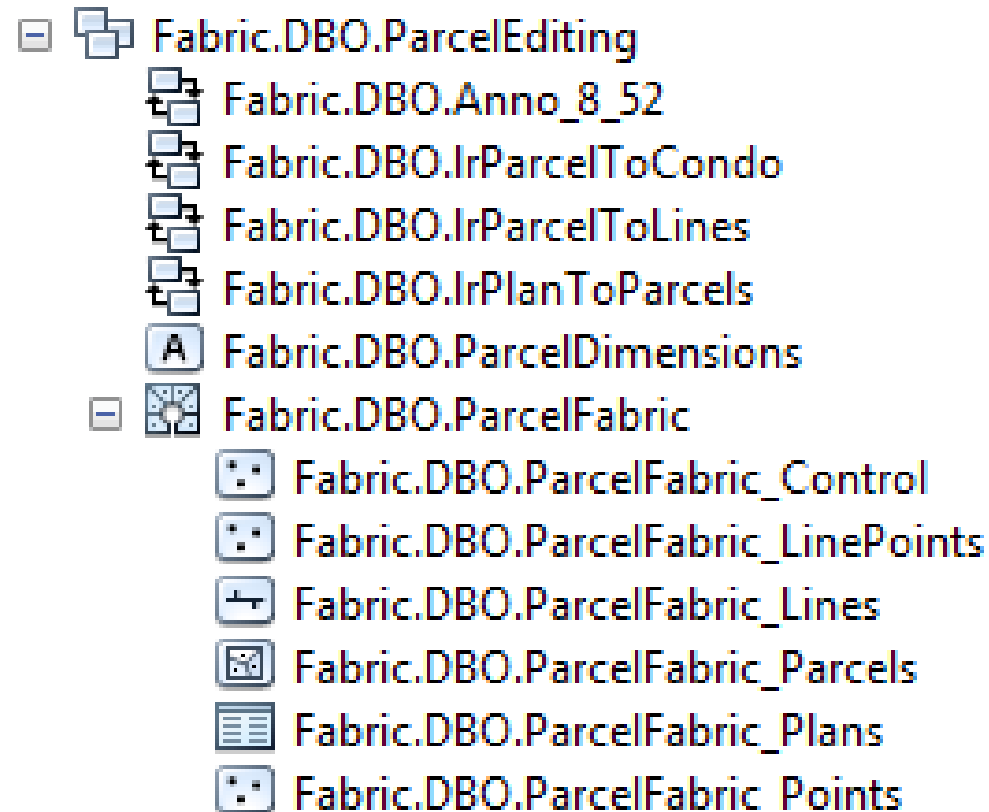 Fabric.DBO.ParcelEditing
Fabric.DBO.Anno_8_52
Fabric.DBO.lrParcelToCondo
Fabric.DBO.lrParcelToLines
Fabric.DBO.lrPlanToParcels
Fabric.DBO.ParcelDimensions
Fabric.DBO.ParcelFabric
Fabric.DBO.ParcelFabric_Control
Fabric.DBO.ParcelFabric_LinePoints
Fabric.DBO.ParcelFabric_Lines
Fabric.DBO.ParcelFabric_Parcels
Fabric.DBO.ParcelFabric_Plans
Fabric.DBO.ParcelFabric_Points